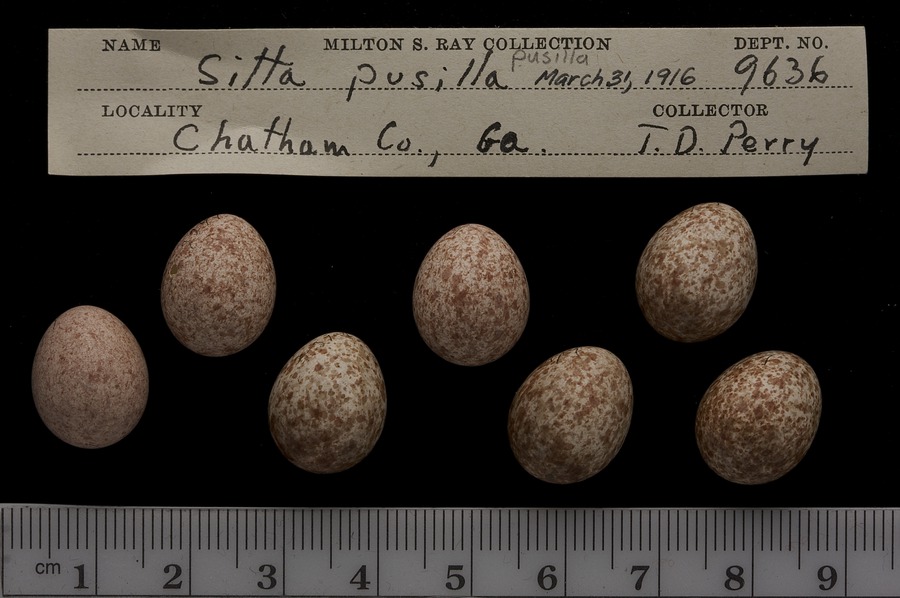 NAME MILTON S. RAY COLLECTION DEPT. NO.
pusilla
Sitta pusilla March 31, 1916 9636
LOCALITY COLLECTOR
Chatham Co., Ga. T. D. Perry
cm 1 2 3 4 5 6 7 8 9